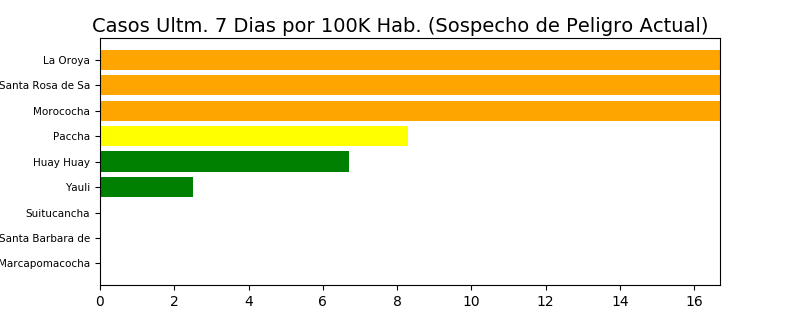 Casos Ultm. 7 Dias por 100K Hab. (Sospecho de Peligro Actual)
La Oroya
Santa Rosa de Sa
Morococha
Paccha
Huay Huay
Yauli
Suitucancha
Santa Barbara de
Marcapomacocha
0 2 4 6 8 10 12 14 16